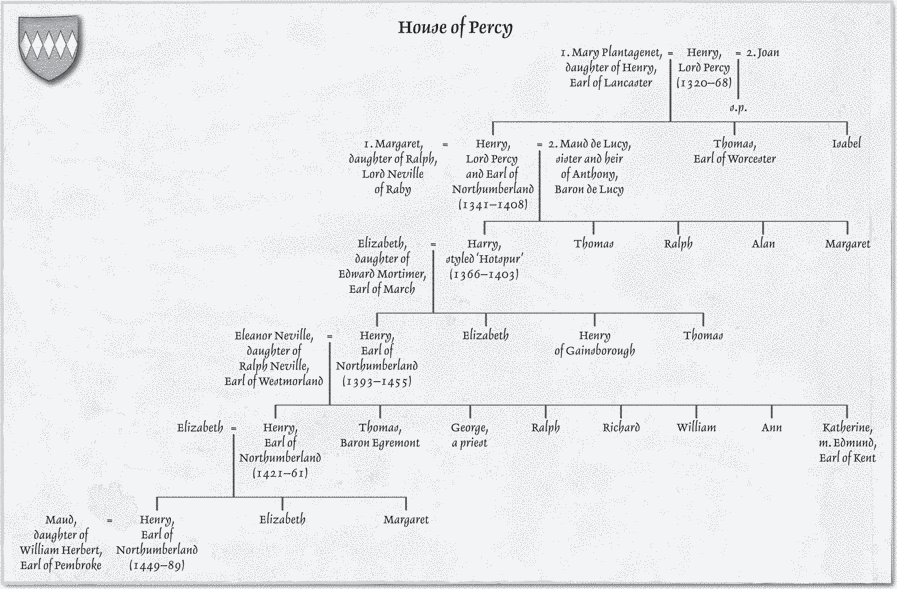 House of Percy
1. Mary Plantagenet,
daughter of Henry,
Earl of Lancaster
=
Henry,
Lord Percy
(1320–68)
=
2. Joan
s.p.
1. Margaret,
daughter of Ralph,
Lord Neville
of Raby
=
Henry,
Lord Percy
and Earl of
Northumberland
(1341–1408)
=
2. Maud de Lucy,
sister and heir
of Anthony,
Baron de Lucy
Thomas,
Earl of Worcester
Isabel
Elizabeth,
daughter of
Edward Mortimer,
Earl of March
=
Harry,
styled 'Hotspur'
(1366–1403)
Thomas
Ralph
Alan
Margaret
Eleanor Neville,
daughter of
Ralph Neville,
Earl of Westmorland
=
Henry,
Earl of
Northumberland
(1393–1455)
Elizabeth
Henry
of Gainsborough
Thomas
Elizabeth
=
Henry,
Earl of
Northumberland
(1421–61)
Thomas,
Baron Egremont
George,
a priest
Ralph
Richard
William
Ann
Katherine,
m. Edmund,
Earl of Kent
Maud,
daughter of
William Herbert,
Earl of Pembroke
=
Henry,
Earl of
Northumberland
(1449–89)
Elizabeth
Margaret